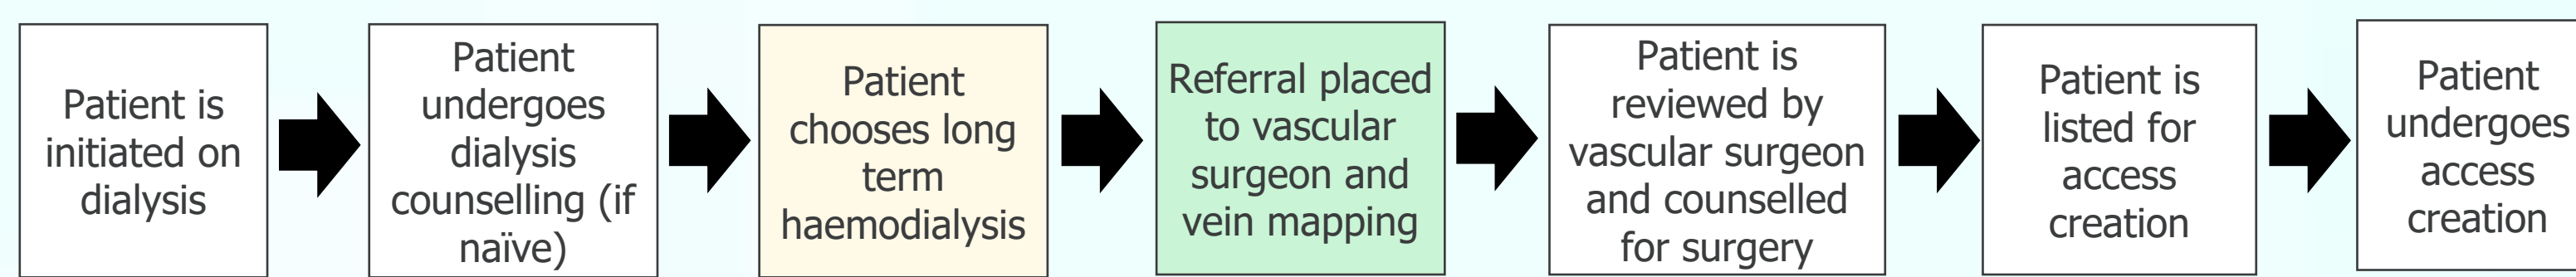 Patient is
initiated on
dialysis
Patient
undergoes
dialysis
counselling (if
naïve)
Patient
chooses long
term
haemodialysis
Referral placed
to vascular
surgeon and
vein mapping
Patient is
reviewed by
vascular surgeon
and counselled
for surgery
Patient is
listed for
access
creation
Patient
undergoes
access
creation